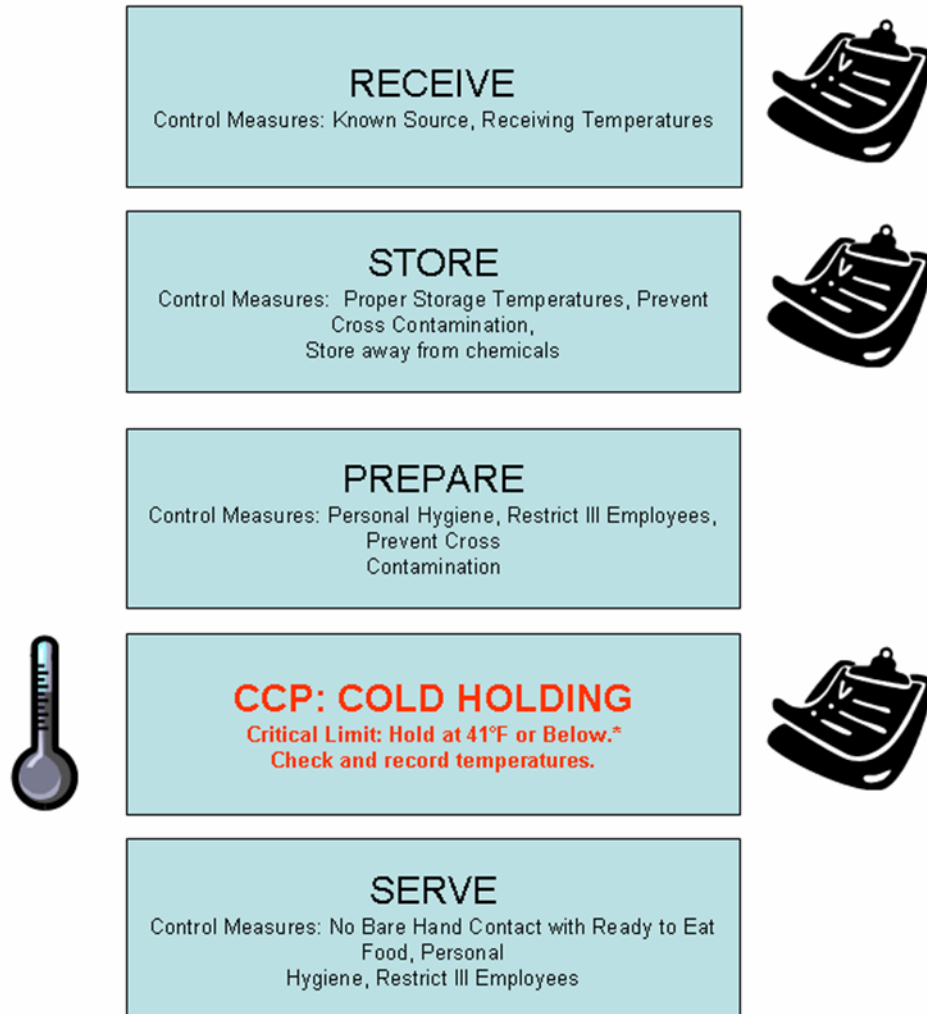 RECEIVE
Control Measures: Known Source, Receiving Temperatures
STORE
Control Measures:  Proper Storage Temperatures, Prevent
Cross Contamination,
Store away from chemicals
PREPARE
Control Measures: Personal Hygiene, Restrict Ill Employees,
Prevent Cross
Contamination
CCP: COLD HOLDING
Critical Limit: Hold at 41°F or Below.*
Check and record temperatures.
SERVE
Control Measures: No Bare Hand Contact with Ready to Eat
Food, Personal
Hygiene, Restrict Ill Employees